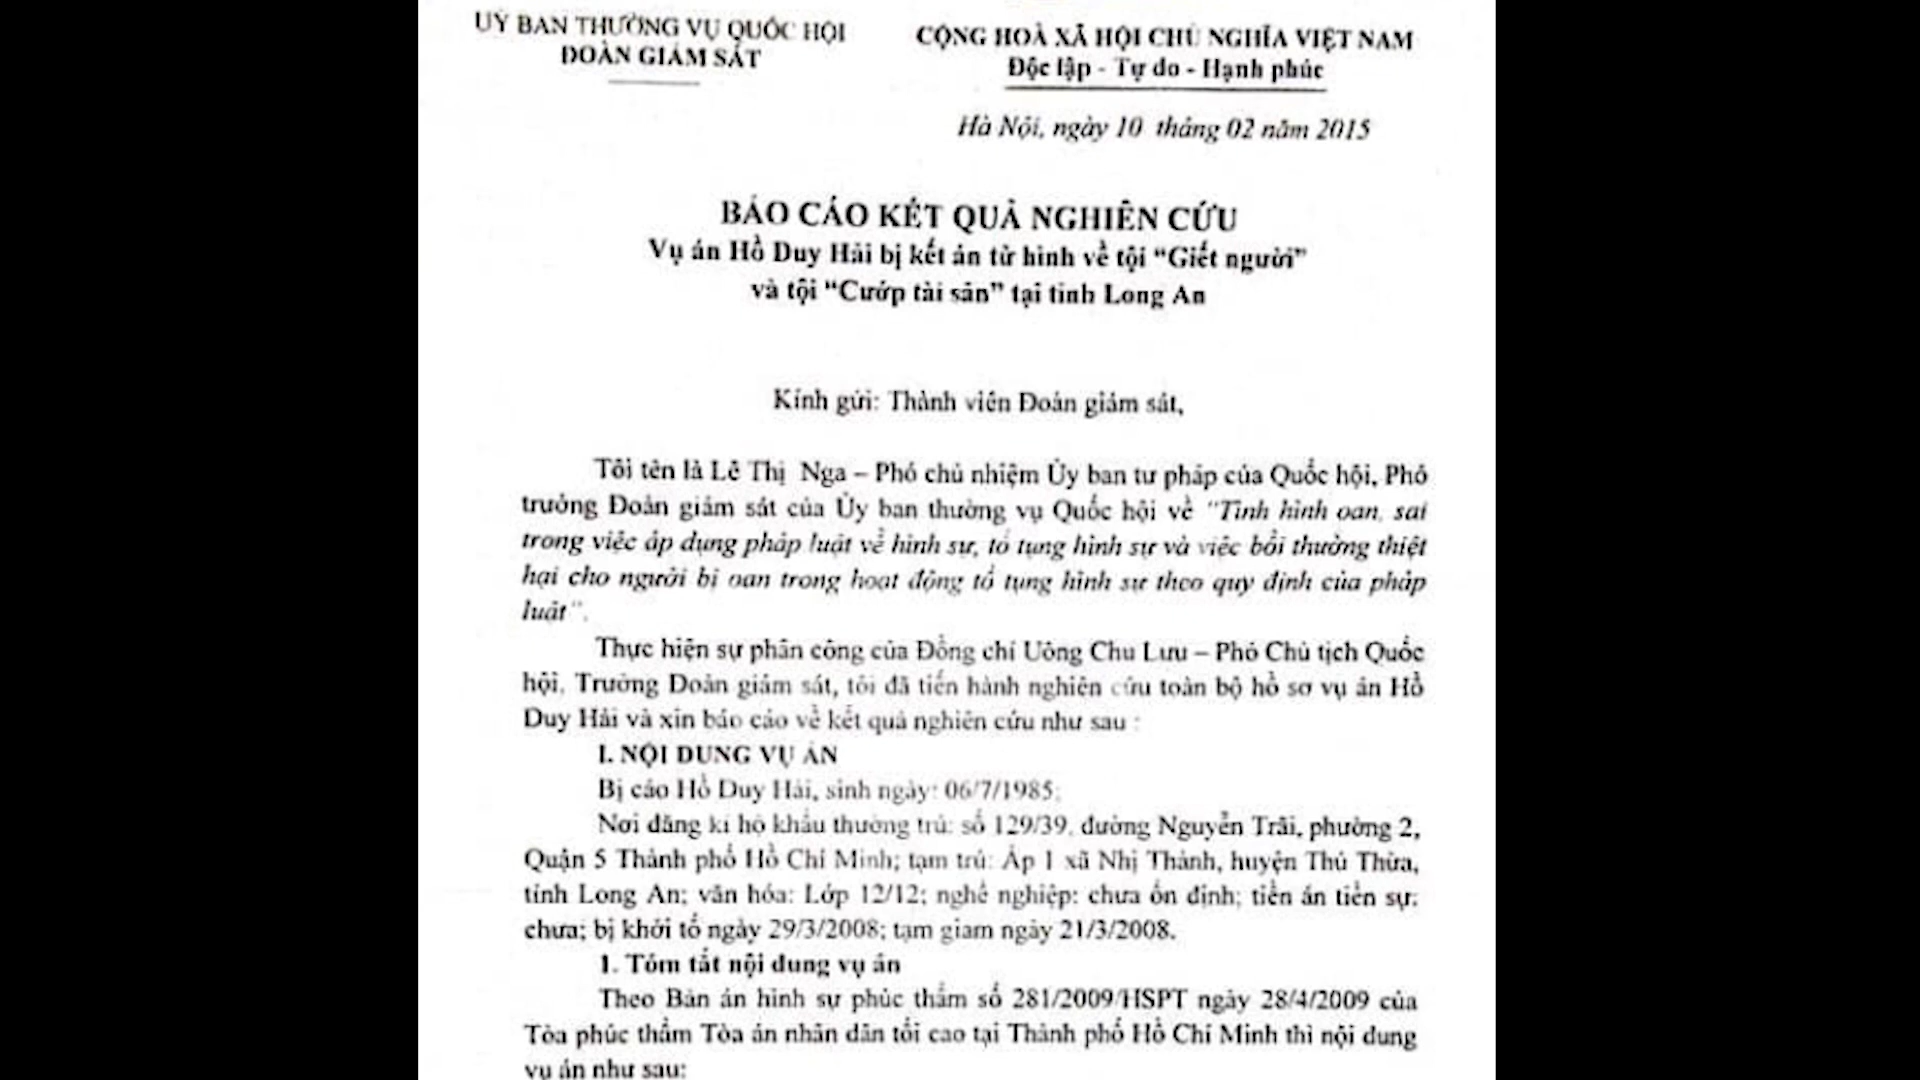 UỶ BAN THƯỜNG VỤ QUỐC HỘI
ĐOÀN GIÁM SÁT
CỘNG HOÀ XÃ HỘI CHỦ NGHĨA VIỆT NAM
Độc lập - Tự do - Hạnh phúc
Hà Nội, ngày 10 tháng 02 năm 2015
BÁO CÁO KẾT QUẢ NGHIÊN CỨU
Vụ án Hồ Duy Hải bị kết án tử hình về tội “Giết người”
và tội “Cướp tài sản” tại tỉnh Long An
Kính gửi: Thành viên Đoàn giám sát,
Tôi tên là Lê Thị Nga – Phó chủ nhiệm Ủy ban tư pháp của Quốc hội, Phó
trưởng Đoàn giám sát của Ủy ban thường vụ Quốc hội về “Tình hình oan, sai
trong việc áp dụng pháp luật về hình sự, tố tụng hình sự và việc bồi thường thiệt
hại cho người bị oan trong hoạt động tố tụng hình sự theo quy định của pháp
luật”.
Thực hiện sự phân công của Đồng chí Uông Chu Lưu – Phó Chủ tịch Quốc
hội, Trưởng Đoàn giám sát, tôi đã tiến hành nghiên cứu toàn bộ hồ sơ vụ án Hồ
Duy Hải và xin báo cáo về kết quả nghiên cứu như sau :
I. NỘI DUNG VỤ ÁN
Bị cáo Hồ Duy Hải, sinh ngày: 06/7/1985;
Nơi đăng kí hộ khẩu thường trú: số 129/39, đường Nguyễn Trãi, phường 2,
Quận 5 Thành phố Hồ Chí Minh; tạm trú: Ấp 1 xã Nhị Thành, huyện Thủ Thừa,
tỉnh Long An; văn hóa: Lớp 12/12; nghề nghiệp: chưa ổn định; tiền án tiền sự:
chưa; bị khởi tố ngày 29/3/2008; tạm giam ngày 21/3/2008.
1. Tóm tắt nội dung vụ án
Theo Bản án hình sự phúc thẩm số 281/2009/HSPT ngày 28/4/2009 của
Tòa phúc thẩm Tòa án nhân dân tối cao tại Thành phố Hồ Chí Minh thì nội dung
vụ án như sau: